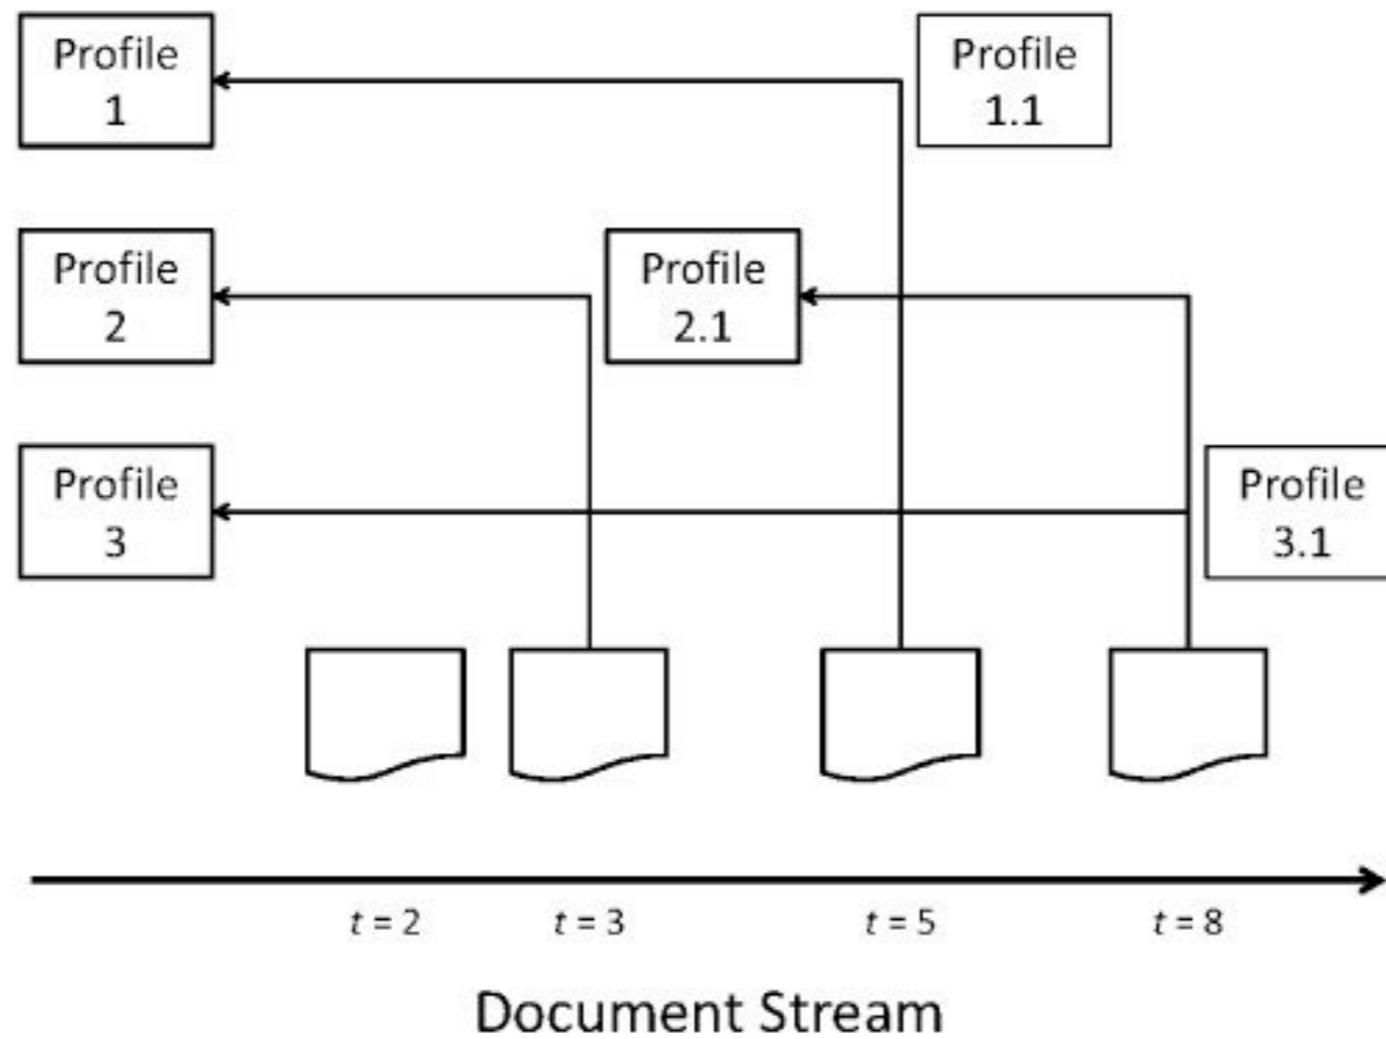 Profile
1
Profile
1.1
Profile
2
Profile
2.1
Profile
3
Profile
3.1
t = 2
t = 3
t = 5
t = 8
Document Stream